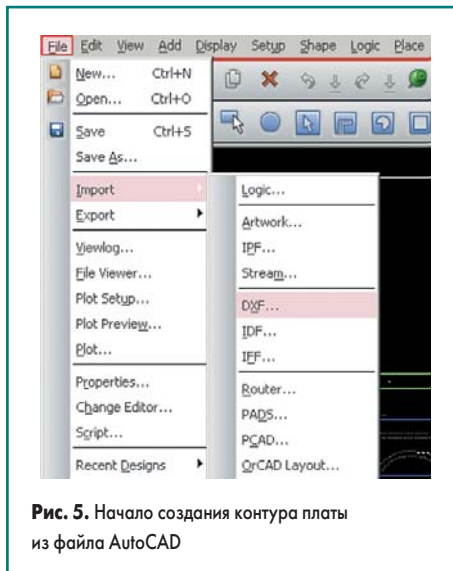 File Edit View Add Display Setup Shape Logic Place
New... Ctrl+N
Open... Ctrl+O
Save Ctrl+S
Save As...
Import
Export
Viewlog...
File Viewer...
Plot Setup...
Plot Preview...
Plot...
Properties...
Change Editor...
Script...
Recent Designs
Logic...
Artwork...
IPF...
Stream...
DXF...
IDF...
IFF...
Router...
PADS...
PCAD...
OrCAD Layout...
Рис. 5. Начало создания контура платы
из файла AutoCAD